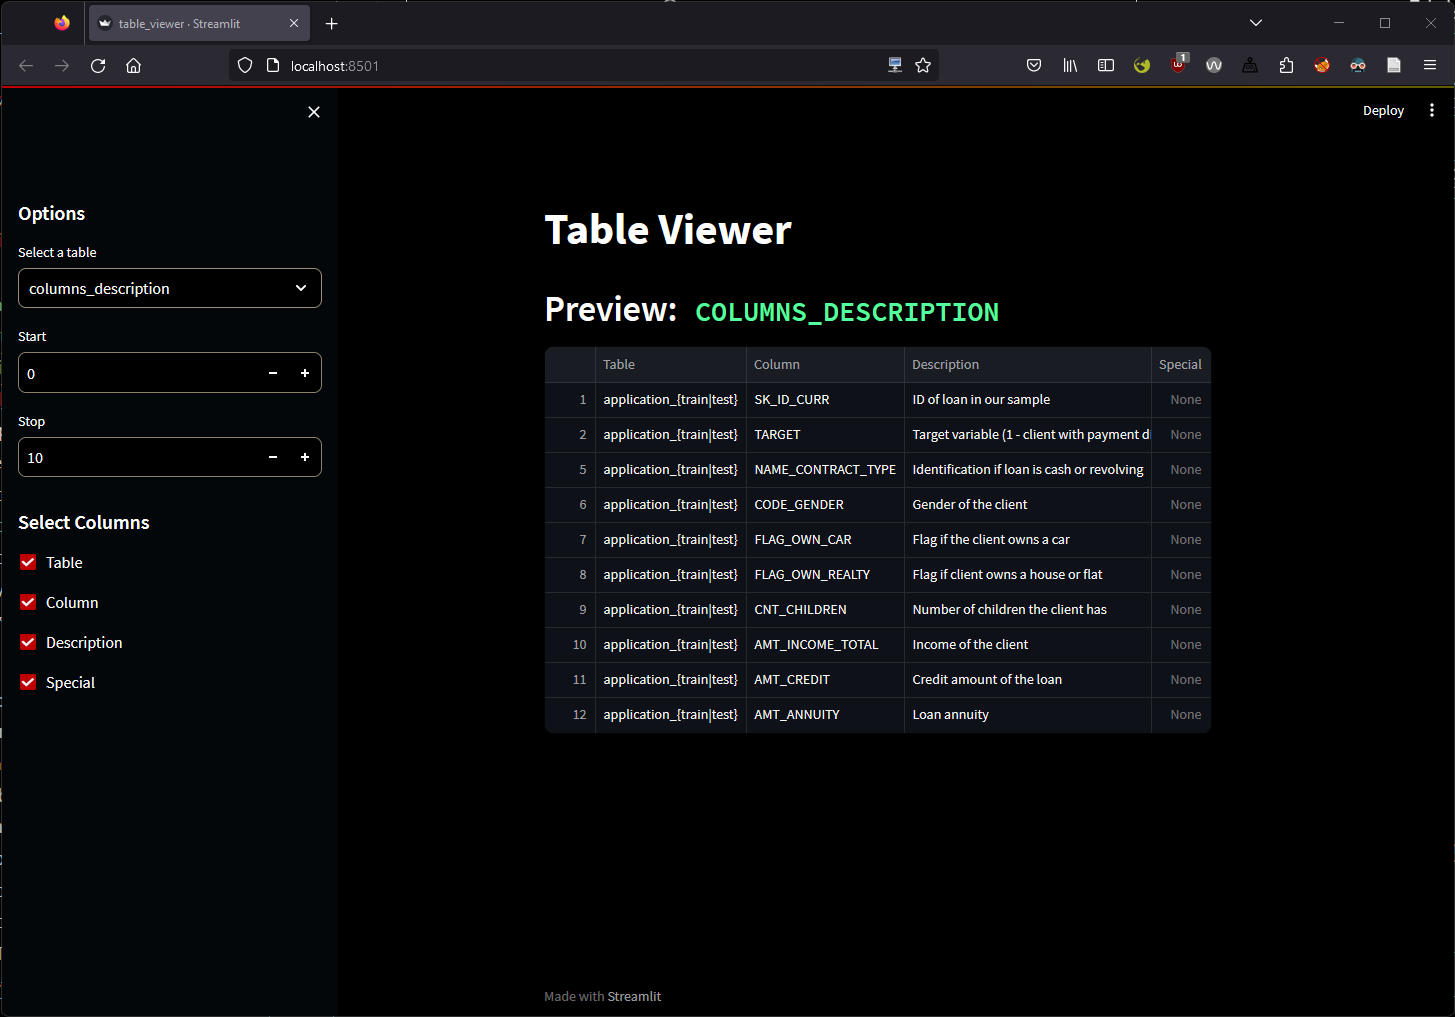 table_viewer · Streamlit
localhost:8501
1
Deploy
Options
Select a table
columns_description
Start
0
Stop
10
Select Columns
Table
Column
Description
Special
Table Viewer
Preview: COLUMNS_DESCRIPTION
Table Column Description Special
1 application_{train|test} SK_ID_CURR ID of loan in our sample None
2 application_{train|test} TARGET Target variable (1 - client with payment di None
5 application_{train|test} NAME_CONTRACT_TYPE Identification if loan is cash or revolving None
6 application_{train|test} CODE_GENDER Gender of the client None
7 application_{train|test} FLAG_OWN_CAR Flag if the client owns a car None
8 application_{train|test} FLAG_OWN_REALTY Flag if client owns a house or flat None
9 application_{train|test} CNT_CHILDREN Number of children the client has None
10 application_{train|test} AMT_INCOME_TOTAL Income of the client None
11 application_{train|test} AMT_CREDIT Credit amount of the loan None
12 application_{train|test} AMT_ANNUITY Loan annuity None
Made with Streamlit